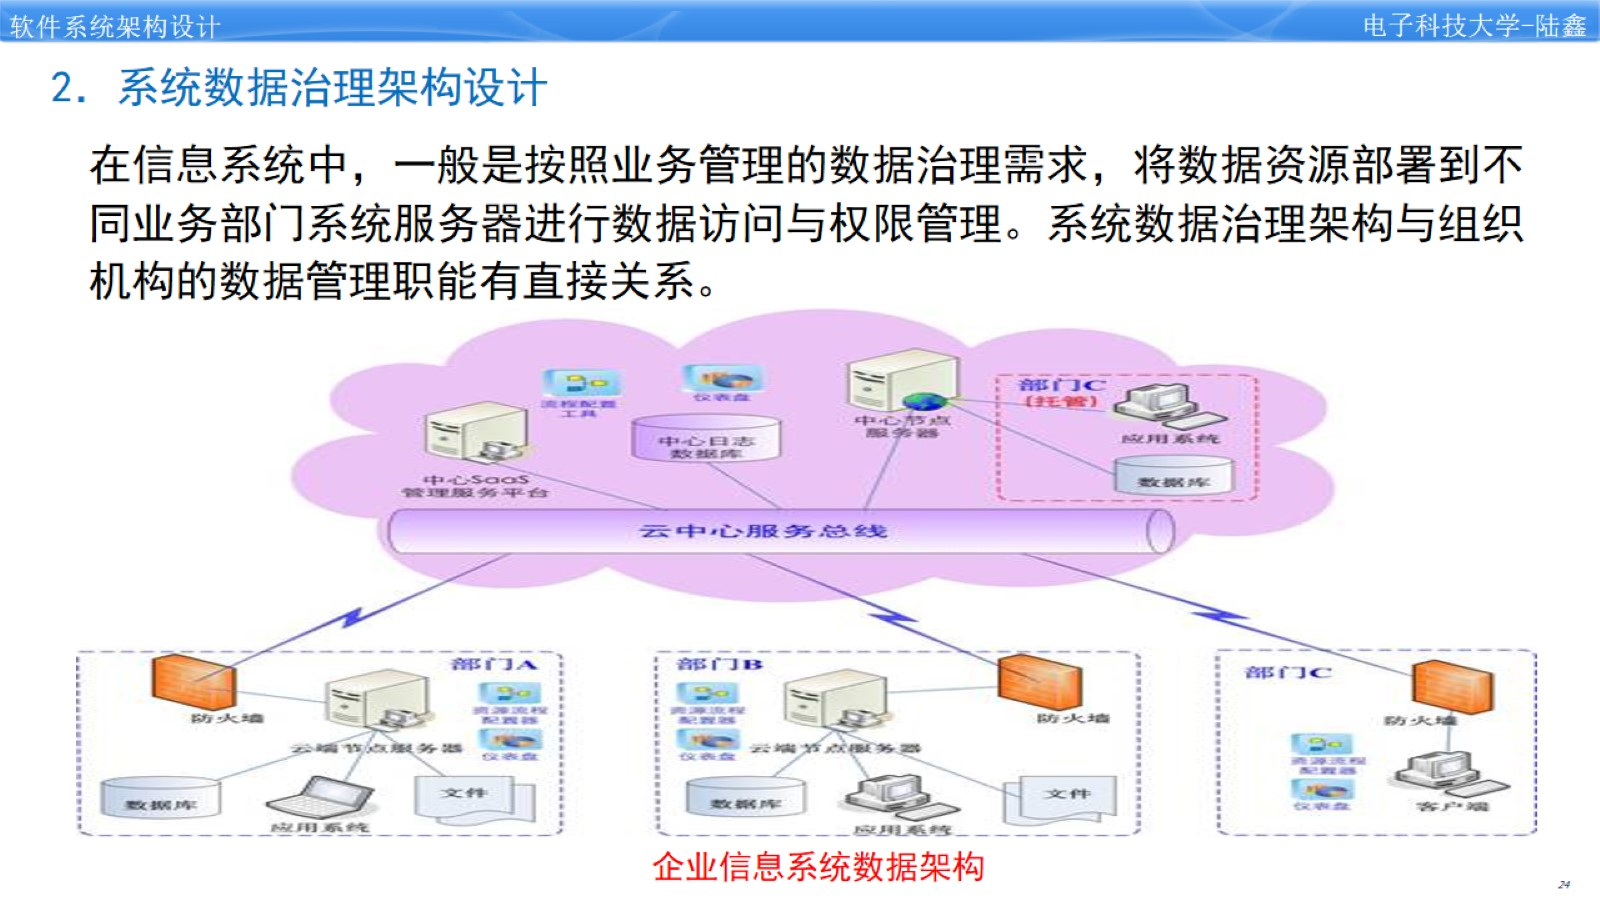 软件系统架构设计
电子科技大学-陆鑫
2．系统数据治理架构设计
在信息系统中，一般是按照业务管理的数据治理需求，将数据资源部署到不
同业务部门系统服务器进行数据访问与权限管理。系统数据治理架构与组织
机构的数据管理职能有直接关系。
流程配置
工具
仪表盘
中心SaaS
管理服务平台
中心日志
数据库
中心节点
服务器
部门C
(托管)
应用系统
数据库
云中心服务总线
部门A
防火墙
云端节点服务器
资源流程
配置器
仪表盘
数据库
应用系统
文件
部门B
资源流程
配置器
仪表盘
云端节点服务器
防火墙
数据库
应用系统
文件
部门C
防火墙
资源流程
配置器
仪表盘
客户端
企业信息系统数据架构
24